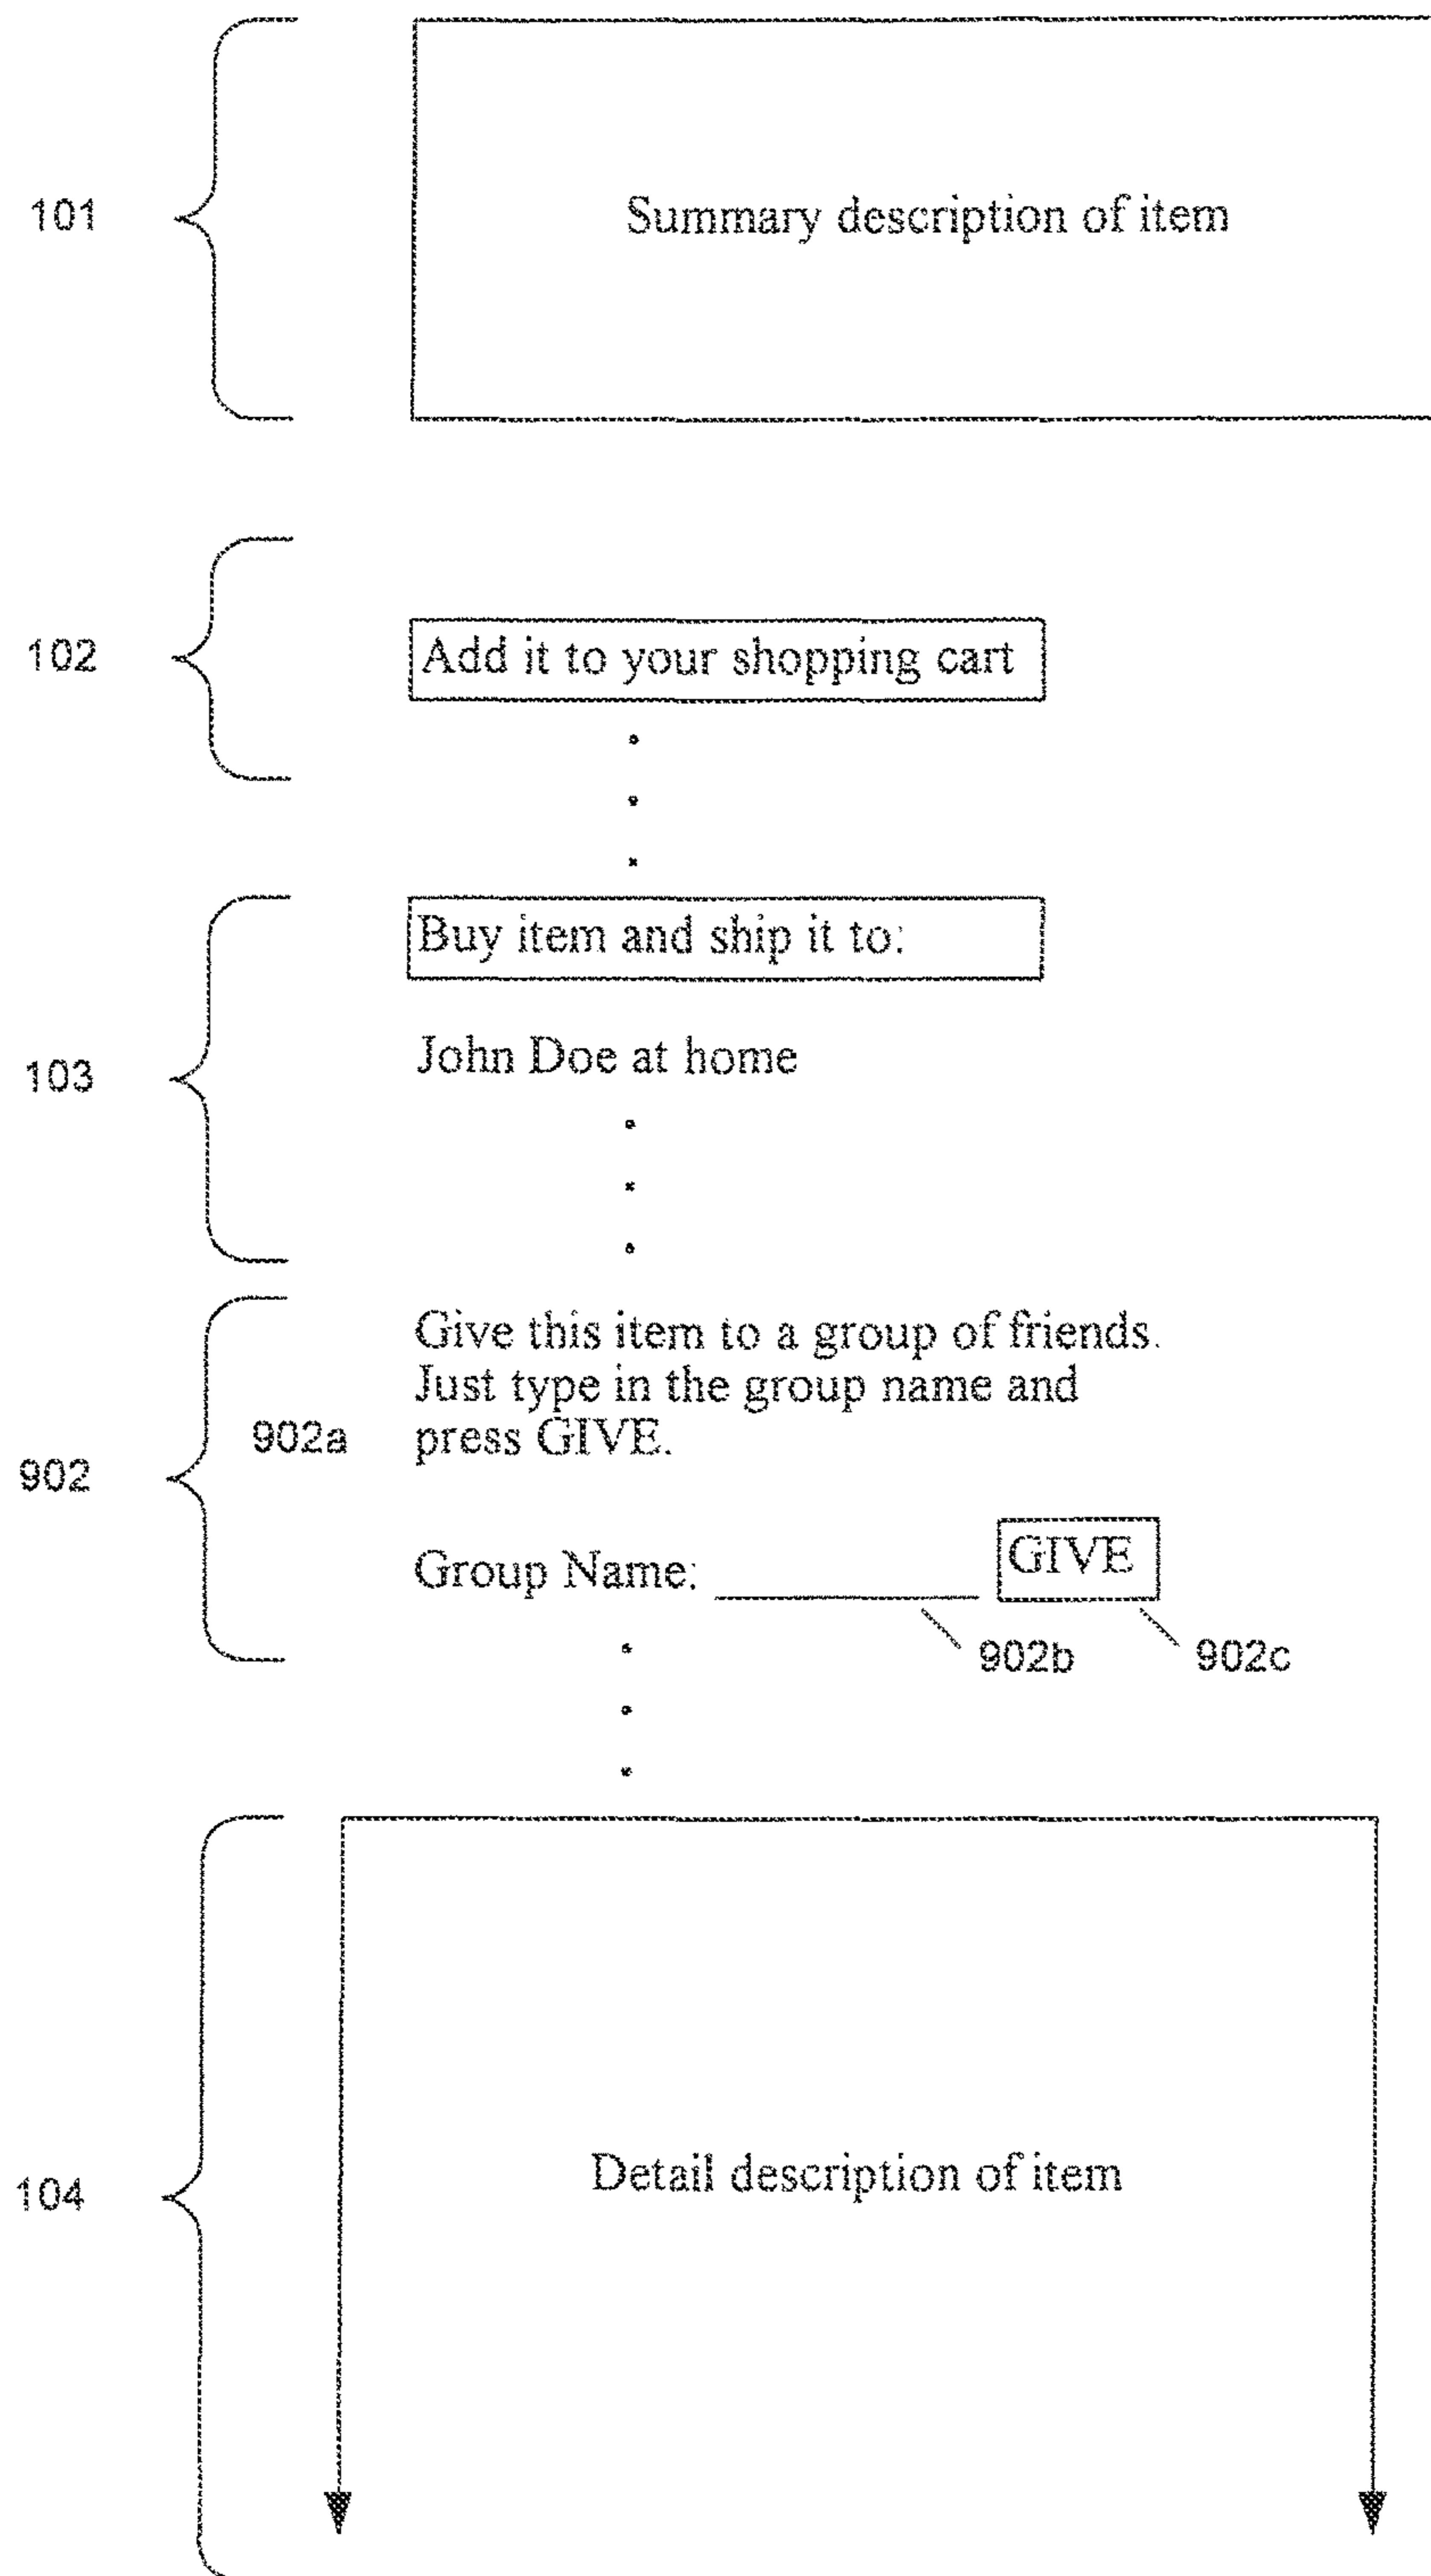 101
Summary description of item
102
Add it to your shopping cart
103
Buy item and ship it to:
John Doe at home
902
902a
Give this item to a group of friends.
Just type in the group name and
press GIVE.
Group Name:
GIVE
902b
902c
104
Detail description of item